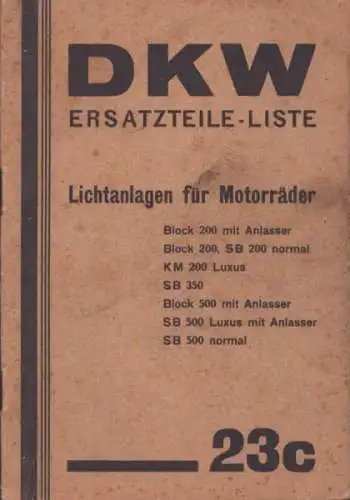 DKW
ERSATZTEILE-LISTE
Lichtanlagen für Motorräder
Block 200 mit Anlasser
Block 200, SB 200 normal
KM 200 Luxus
SB 350
Block 500 mit Anlasser
SB 500 Luxus mit Anlasser
SB 500 normal
23c